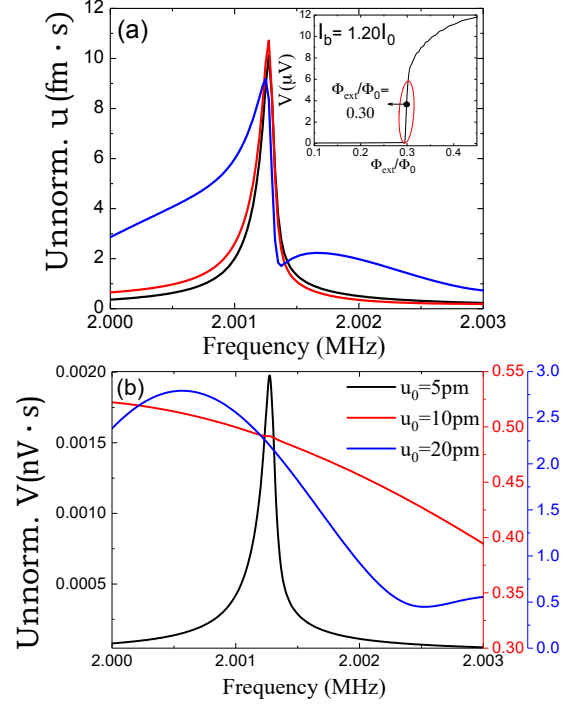 (a)
I_b = 1.20I_0
Unnorm. u (fm · s)
12
10
8
6
4
2
0
V (μV)
12
8
4
0
Φ_ext/Φ_0=
0.30
0.1 0.2 0.3 0.4
Φ_ext/Φ_0
2.000 2.001 2.002 2.003
Frequency (MHz)
(b)
Unnorm. V(nV · s)
0.0020
0.0015
0.0010
0.0005
u_0=5pm
u_0=10pm
u_0=20pm
0.55
0.50
0.45
0.40
0.35
0.30
3.0
2.5
2.0
1.5
1.0
0.5
0.0
2.000 2.001 2.002 2.003
Frequency (MHz)